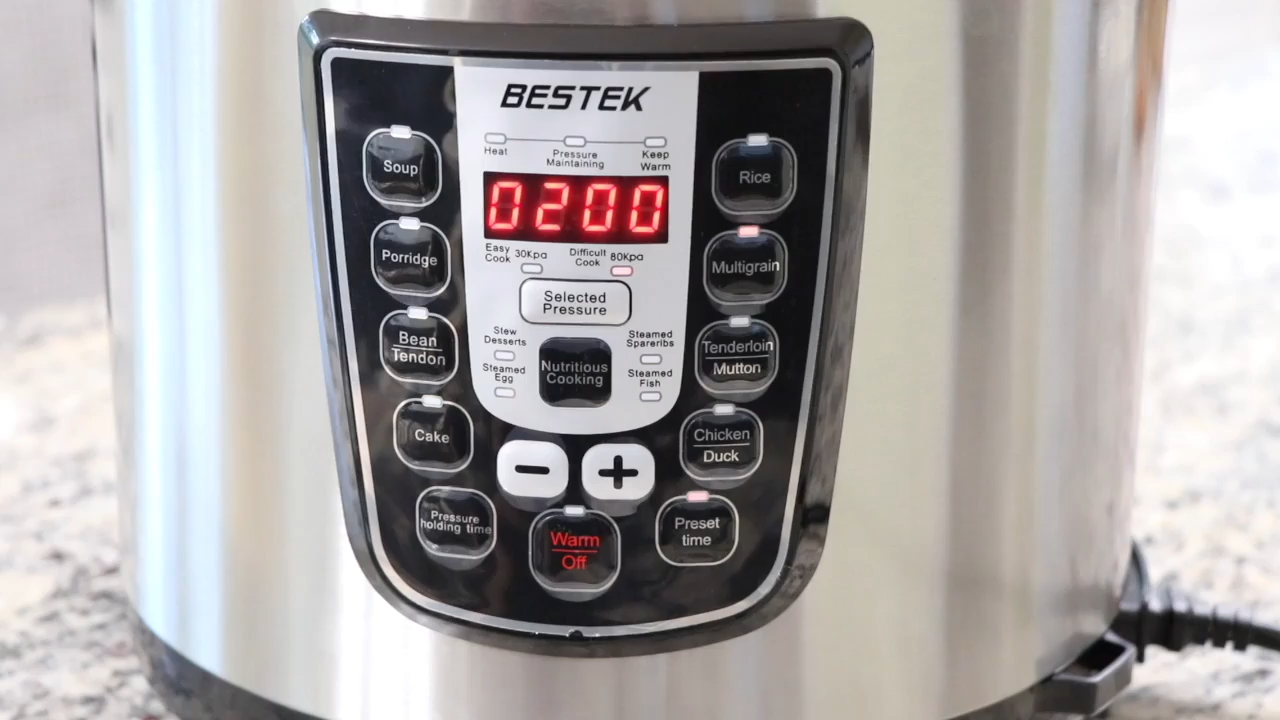 BESTEK
Heat
Pressure
Maintaining
Keep
Warm
0200
Easy
Cook
30Kpa
Difficult
Cook
80Kpa
Selected
Pressure
Stew
Desserts
Steamed
Egg
Nutritious
Cooking
Steamed
Spareribs
Steamed
Fish
Soup
Porridge
Bean
Tendon
Cake
Pressure
holding time
Rice
Multigrain
Tenderloin
Mutton
Chicken
Duck
Preset
time
−
+
Warm
Off